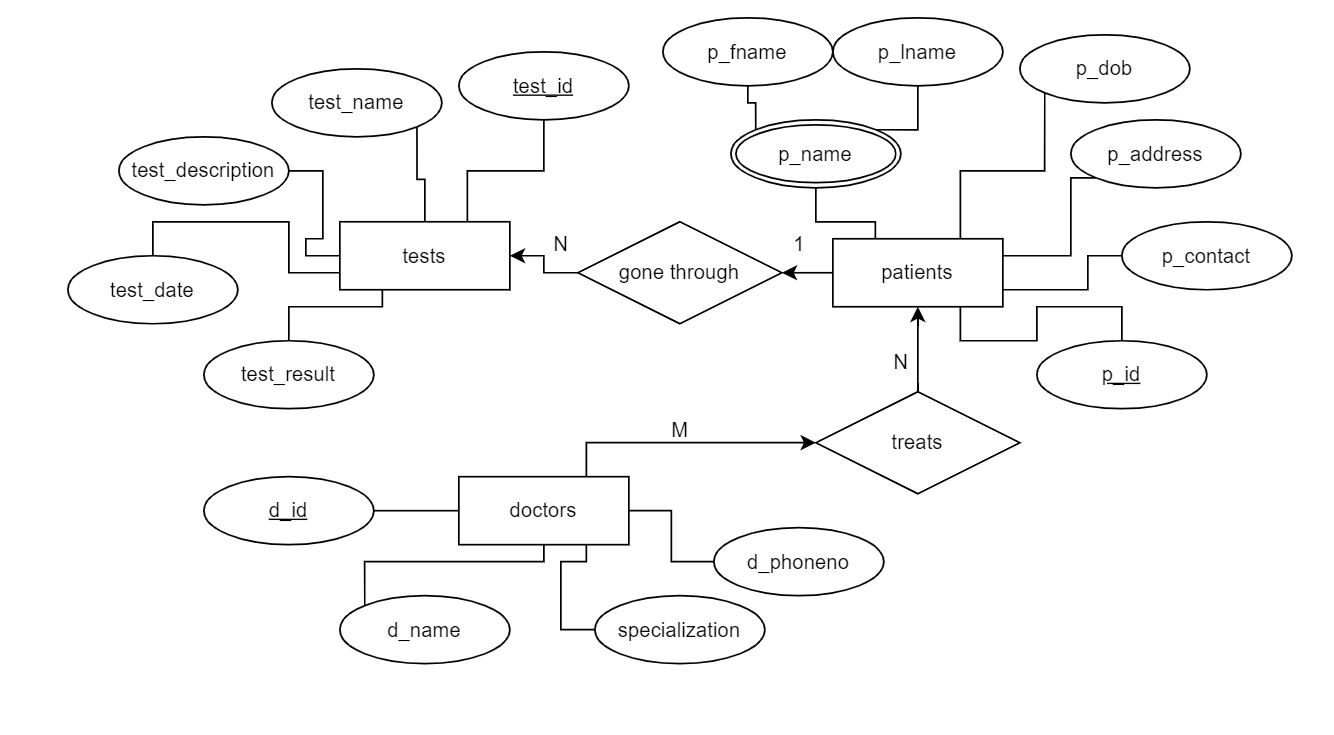 p_fname
p_lname
p_dob
test_name
test_id
test_description
p_name
p_address
tests
N
gone through
1
patients
p_contact
test_date
test_result
N
p_id
M
treats
d_id
doctors
d_phoneno
d_name
specialization